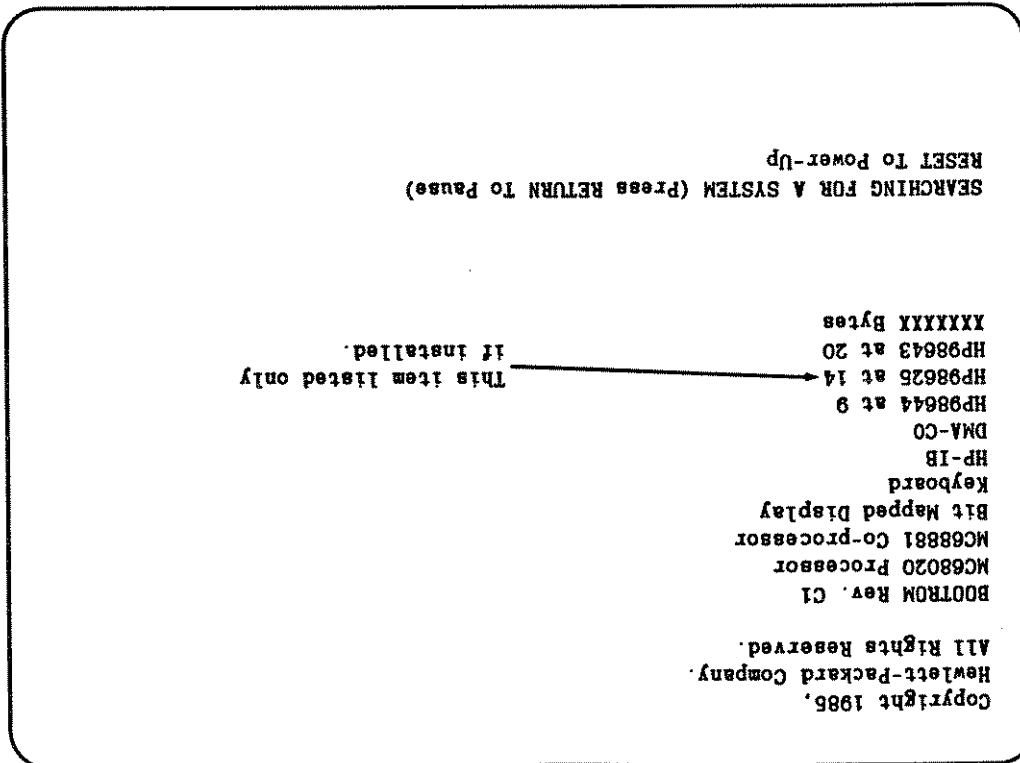 Copyright 1986,
Hewlett-Packard Company.
All Rights Reserved.
BOOTROM Rev. C1
MC68020 Processor
MC68881 Co-processor
Bit Mapped Display
Keyboard
HP-IB
DMA-C0
HP98644 at 9
HP98625 at 14
HP98643 at 20
XXXXXXX Bytes
This item listed only
if installed.
SEARCHING FOR A SYSTEM (Press RETURN To Pause)
RESET To Power-Up